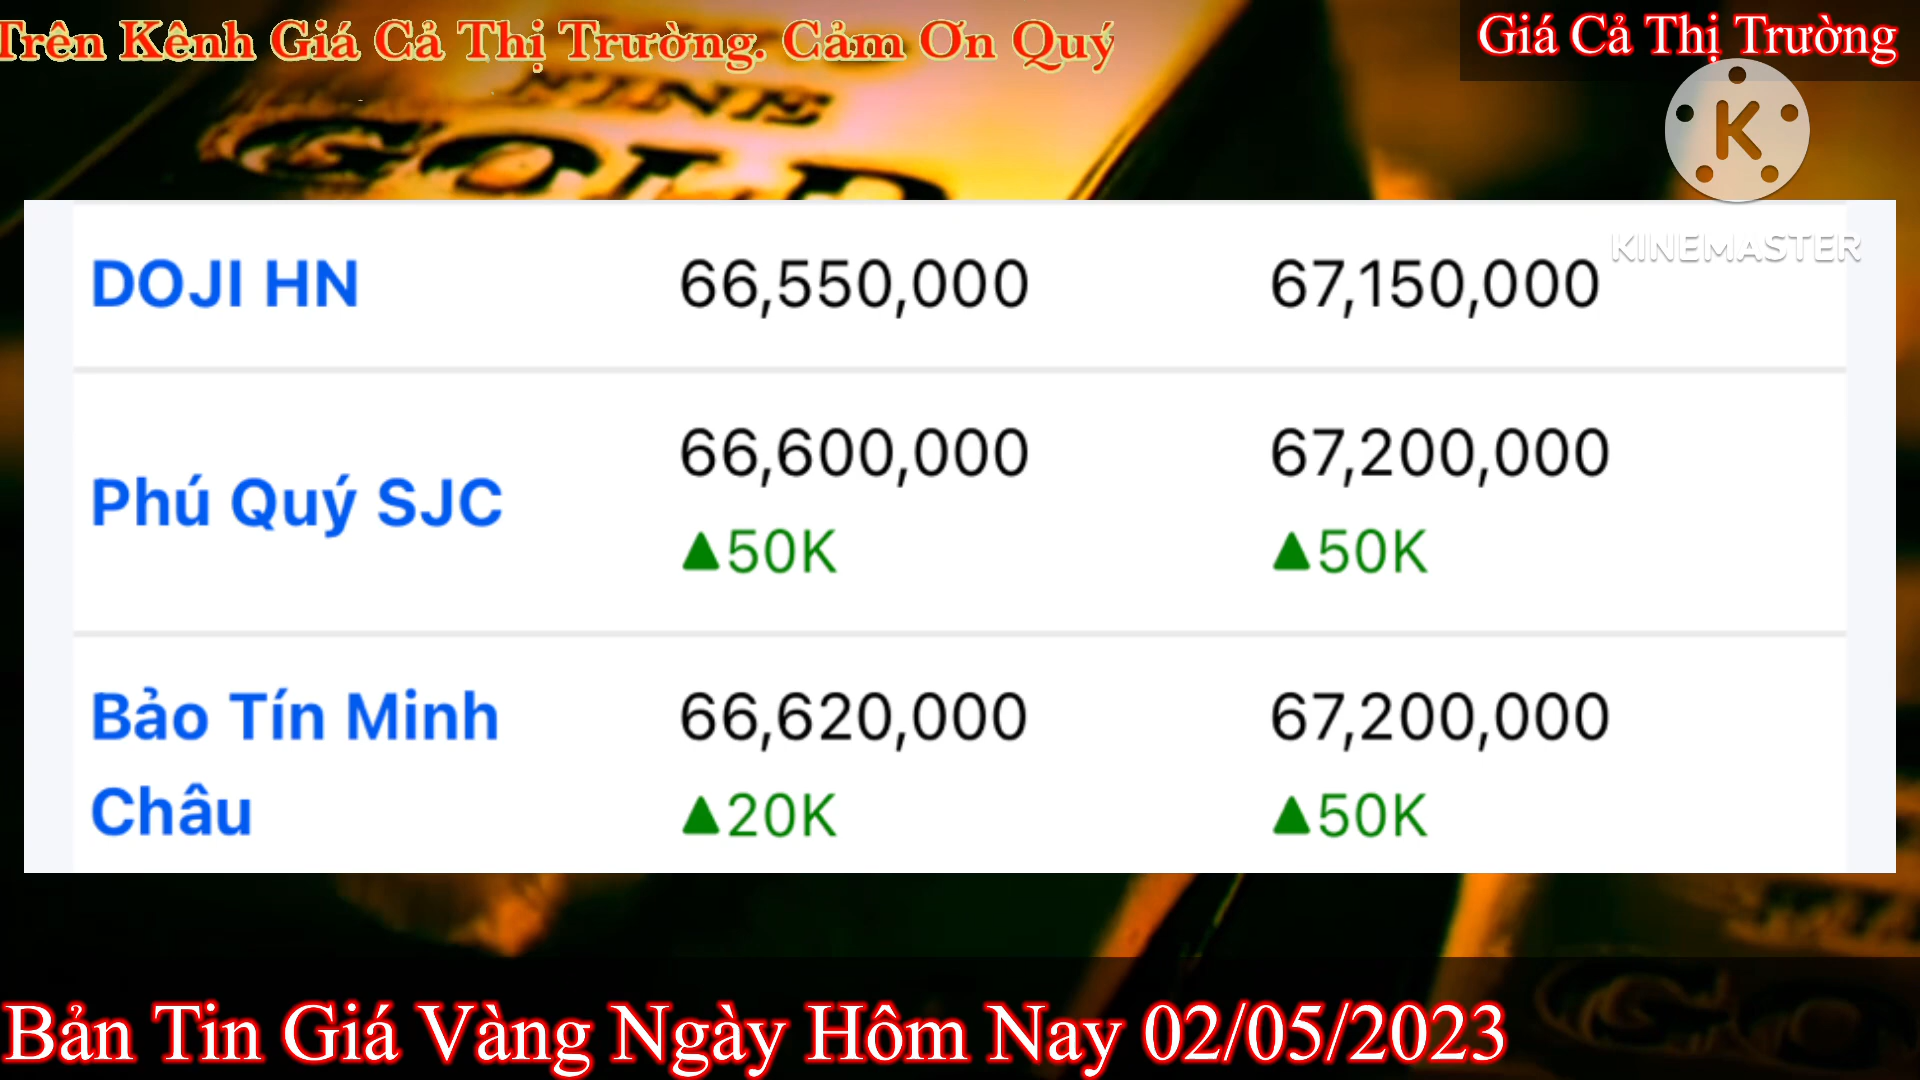 Trên Kênh Giá Cả Thị Trường. Cảm Ơn Quý
Giá Cả Thị Trường
FINE
GOLD
K
KINEMASTER
DOJI HN 66,550,000 67,150,000
Phú Quý SJC 66,600,000 67,200,000
▲50K ▲50K
Bảo Tín Minh Châu 66,620,000 67,200,000
▲20K ▲50K
Bản Tin Giá Vàng Ngày Hôm Nay 02/05/2023